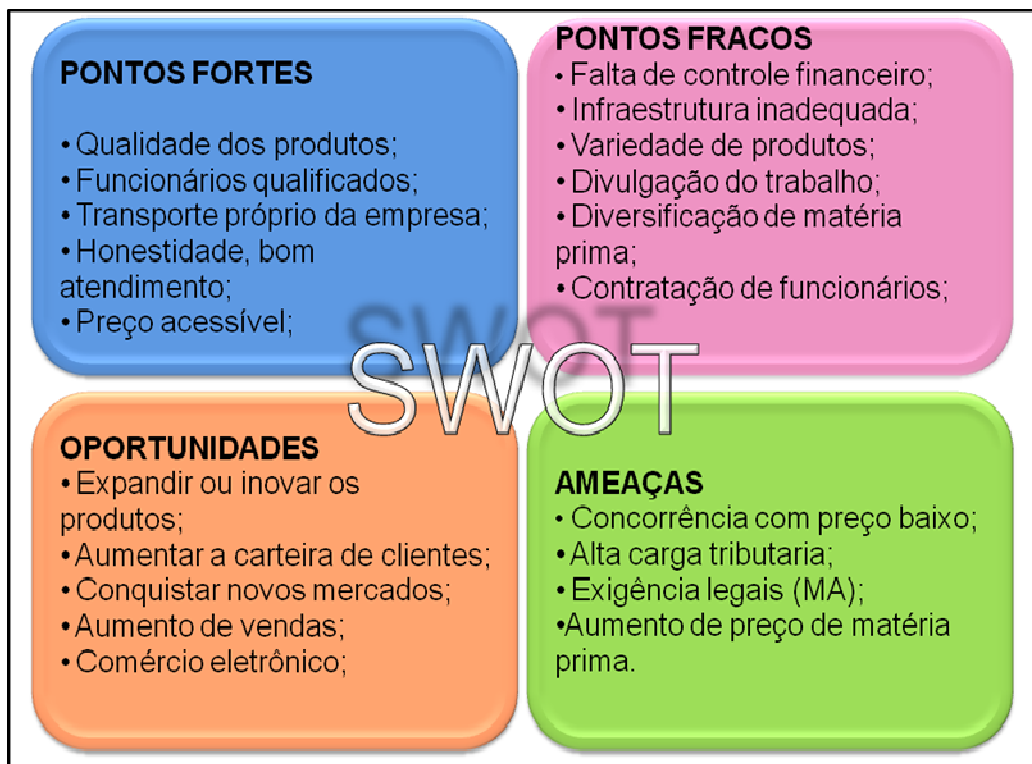 PONTOS FORTES
• Qualidade dos produtos;
• Funcionários qualificados;
• Transporte próprio da empresa;
• Honestidade, bom
atendimento;
• Preço acessível;
PONTOS FRACOS
• Falta de controle financeiro;
• Infraestrutura inadequada;
• Variedade de produtos;
• Divulgação do trabalho;
• Diversificação de matéria
prima;
• Contratação de funcionários;
SWOT
OPORTUNIDADES
• Expandir ou inovar os
produtos;
• Aumentar a carteira de clientes;
• Conquistar novos mercados;
• Aumento de vendas;
• Comércio eletrônico;
AMEAÇAS
• Concorrência com preço baixo;
• Alta carga tributaria;
• Exigência legais (MA);
•Aumento de preço de matéria
prima.